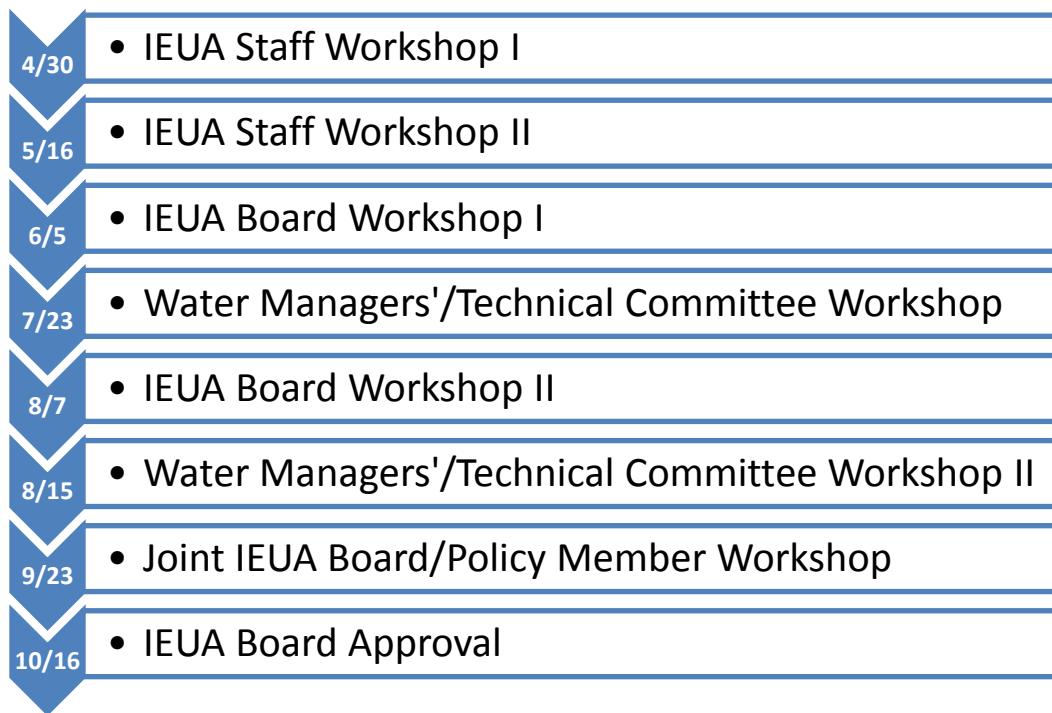 4/30
• IEUA Staff Workshop I
5/16
• IEUA Staff Workshop II
6/5
• IEUA Board Workshop I
7/23
• Water Managers'/Technical Committee Workshop
8/7
• IEUA Board Workshop II
8/15
• Water Managers'/Technical Committee Workshop II
9/23
• Joint IEUA Board/Policy Member Workshop
10/16
• IEUA Board Approval